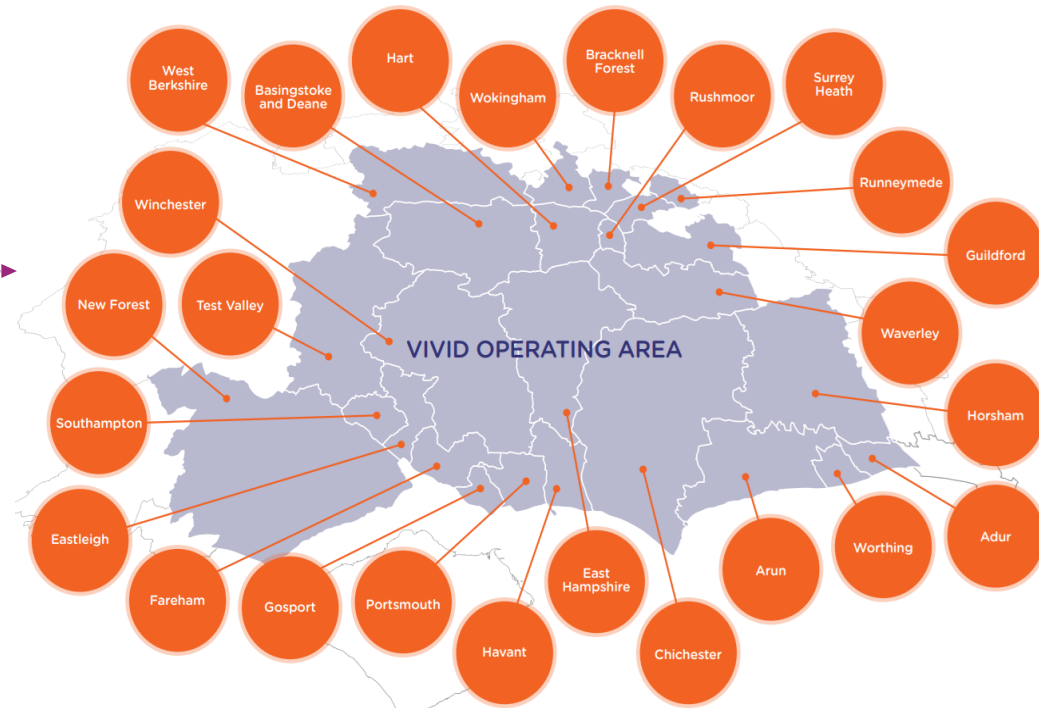 West
Berkshire
Basingstoke
and Deane
Hart
Wokingham
Bracknell
Forest
Rushmoor
Surrey
Heath
Runneymede
Guildford
Winchester
New Forest
Test Valley
Waverley
VIVID OPERATING AREA
Southampton
Horsham
Eastleigh
Fareham
Gosport
Portsmouth
Havant
East
Hampshire
Chichester
Arun
Worthing
Adur